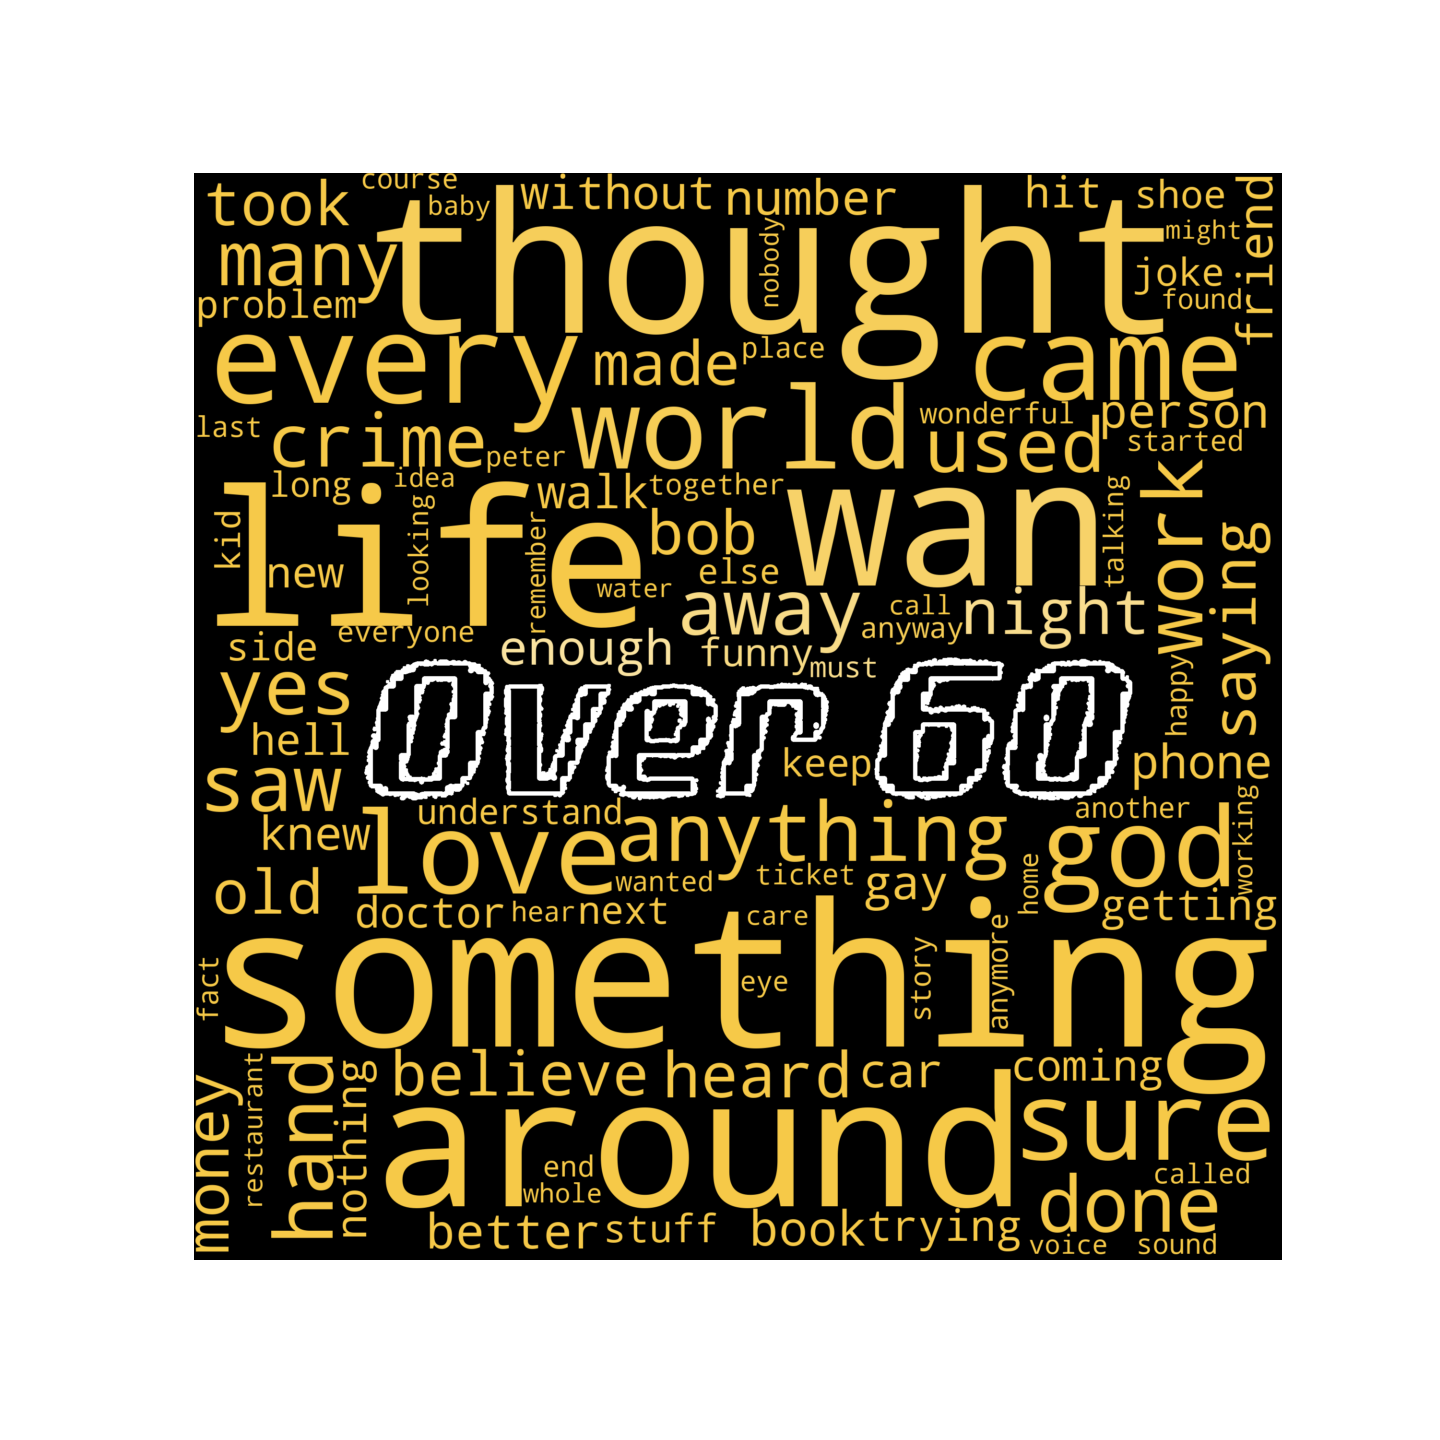 course
took
baby
without
number
hit
shoe
friend
many
thought
nobody
might
joke
problem
found
every
made
place
came
last
crime
peter
world
wonderful
used
person
started
long
idea
looking
walk
together
wan
talking
work
kid
life
remember
bob
saying
new
else
water
away
call
night
side
everyone
enough
funny
anyway
must
happy
yes
Over 60
hell
keep
phone
saw
understand
another
working
knew
love
anything
god
old
wanted
ticket
gay
home
getting
doctor
hear
next
care
fact
something
eye
story
anymore
money
restaurant
hand
nothing
believe
heard
car
coming
around
sure
end
whole
called
done
better
stuff
book
trying
voice
sound